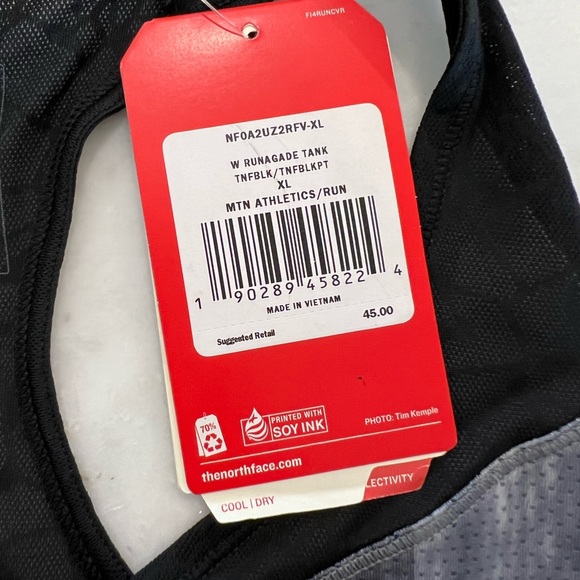 FI4RUNCVR
NF0A2UZ2RFV-XL
W RUNAGADE TANK
TNFBLK/TNFBLKPT
XL
MTN ATHLETICS/RUN
1 90289 45822 4
MADE IN VIETNAM
45.00
Suggested Retail
70%
PRINTED WITH
SOY INK
PHOTO: Tim Kemple
thenorthface.com
LECTIVITY
COOL | DRY